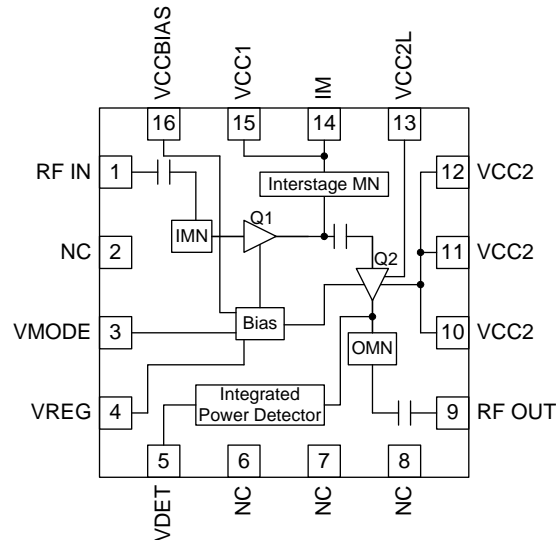 VCCBIAS
VCC1
IM
VCC2L
16
15
14
13
RF IN
1
12
VCC2
Interstage MN
Q1
IMN
NC
2
11
VCC2
Q2
VMODE
3
Bias
10
VCC2
OMN
VREG
4
Integrated
Power Detector
9
RF OUT
5
6
7
8
VDET
NC
NC
NC